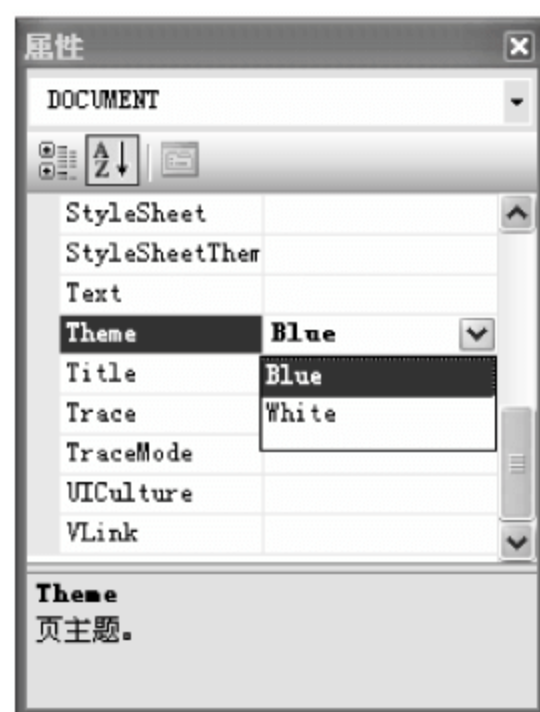 属性
DOCUMENT
StyleSheet
StyleSheetThem
Text
Theme Blue
Title Blue
Trace White
TraceMode
UICulture
VLink
Theme
页主题。